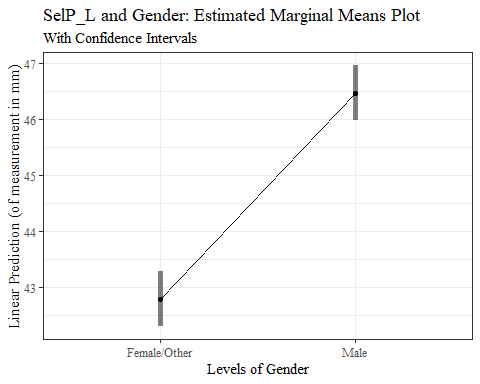 SelP_L and Gender: Estimated Marginal Means Plot
With Confidence Intervals
Linear Prediction (of measurement in mm)
47
46
45
44
43
Female/Other
Male
Levels of Gender